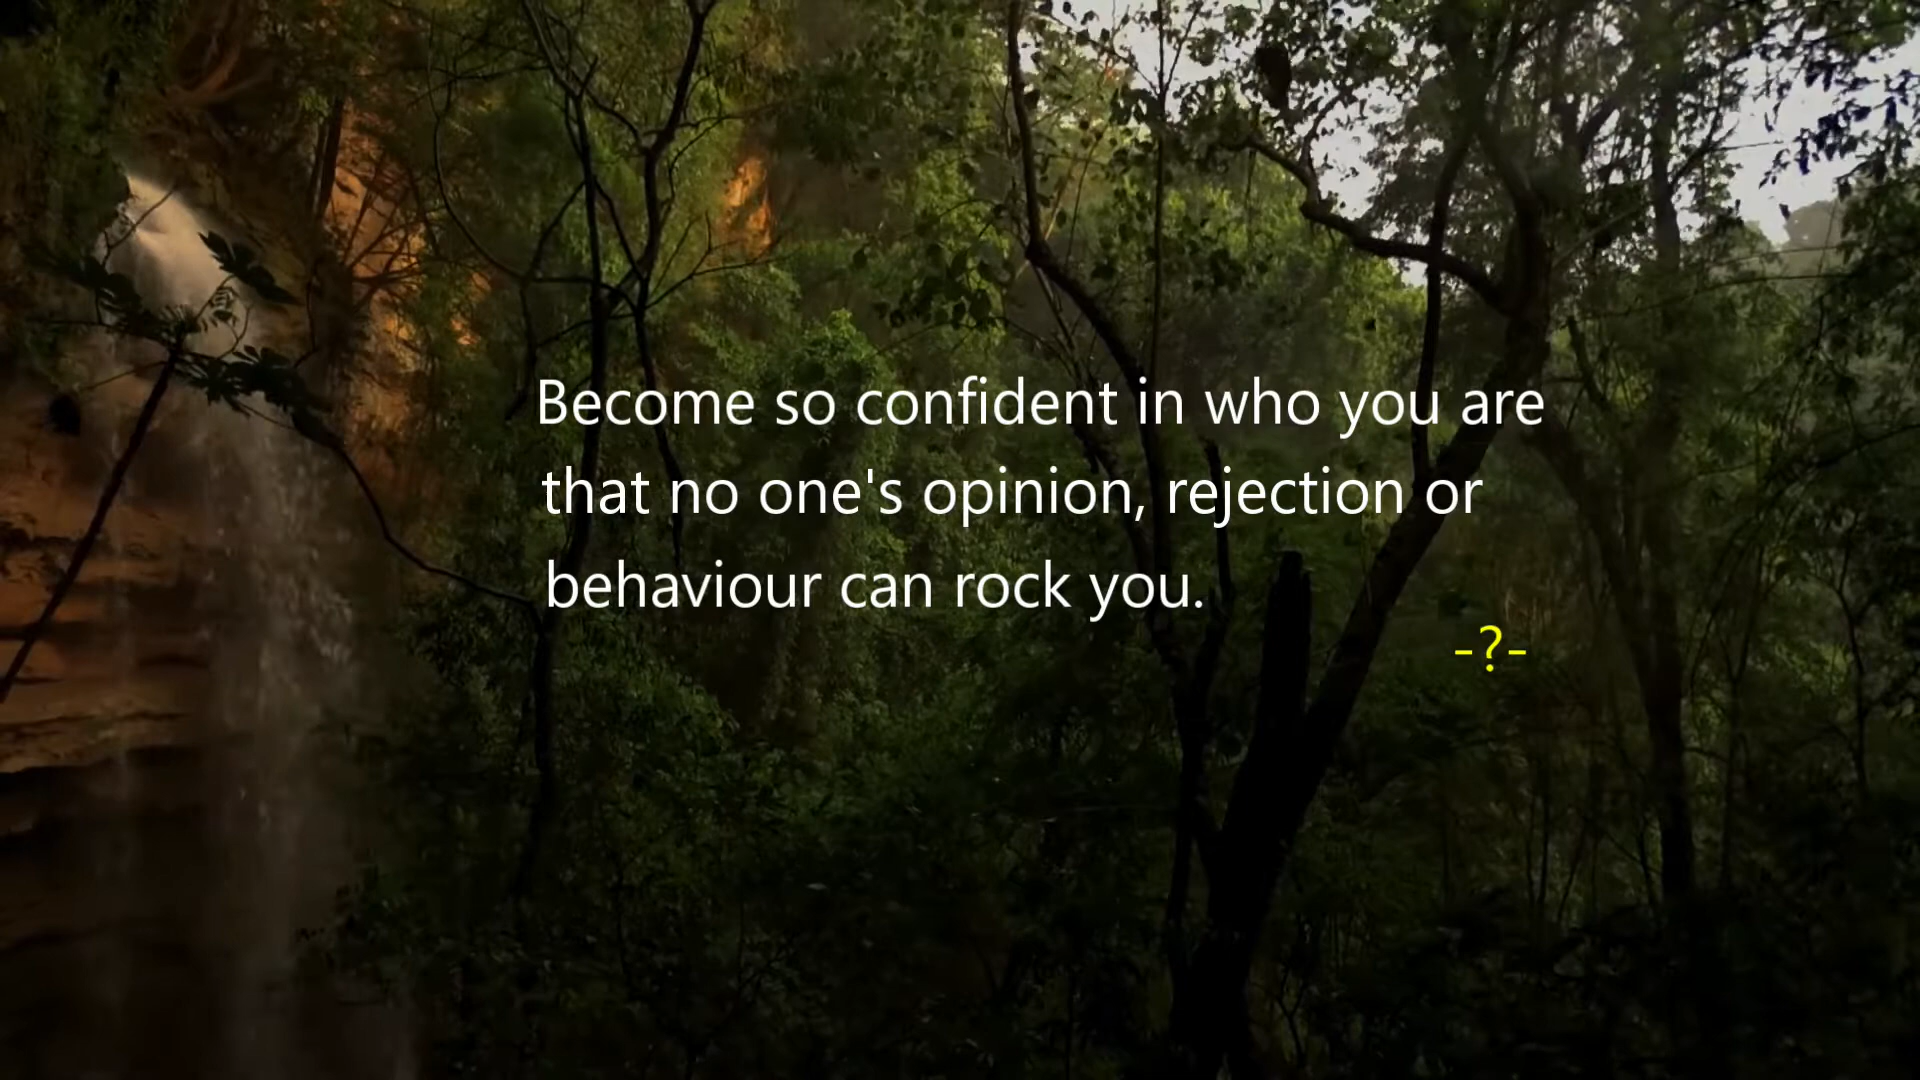 Become so confident in who you are
that no one's opinion, rejection or
behaviour can rock you.
-?-